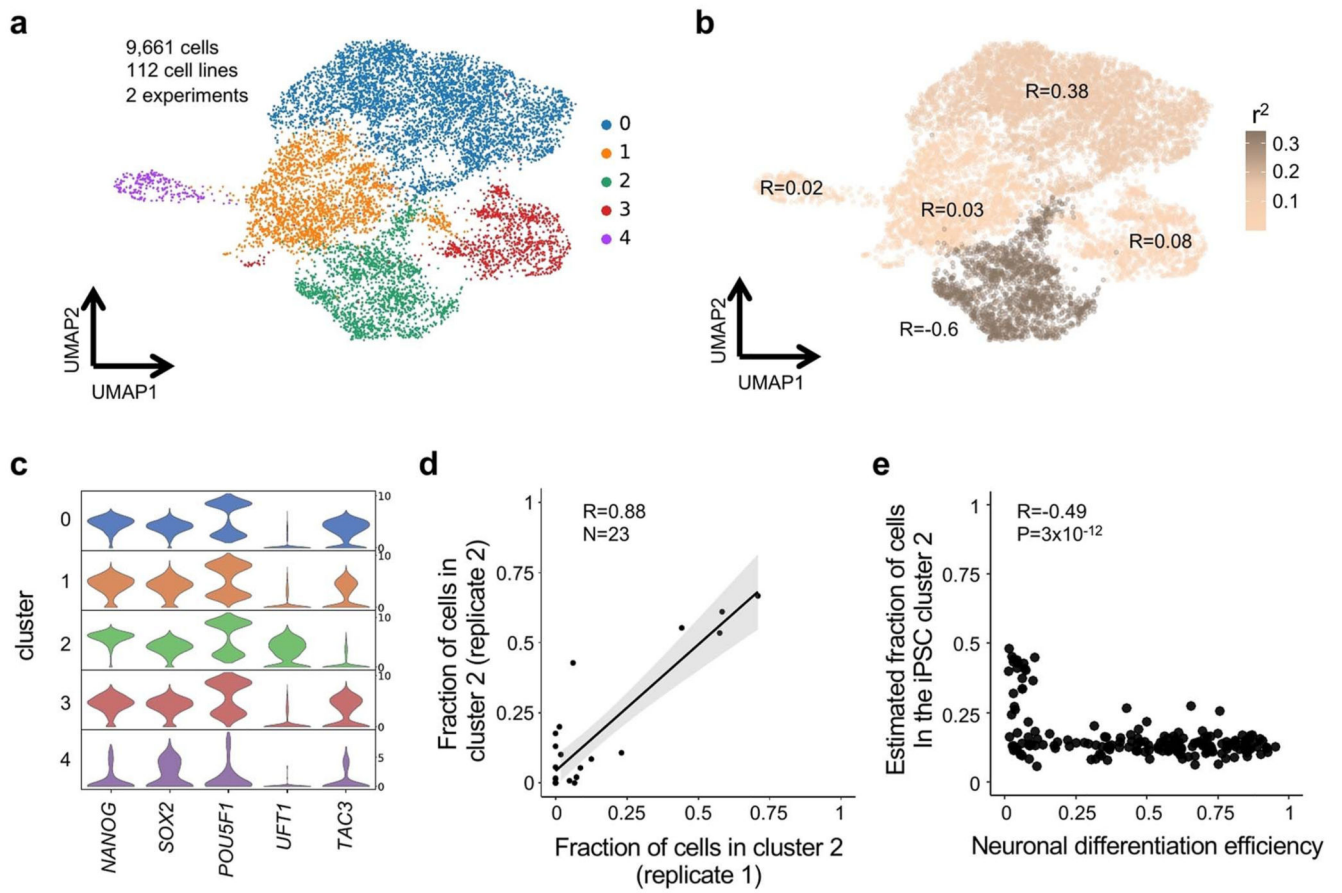 a
9,661 cells
112 cell lines
2 experiments
0
1
2
3
4
UMAP2
UMAP1
b
R=0.38
R=0.02
R=0.03
R=0.08
R=-0.6
r²
0.3
0.2
0.1
UMAP2
UMAP1
c
cluster
0
1
2
3
4
10
0
10
0
10
0
10
0
5
0
NANOG
SOX2
POU5F1
UFT1
TAC3
d
R=0.88
N=23
Fraction of cells in
cluster 2 (replicate 2)
1
0.75
0.5
0.25
0
0
0.25
0.5
0.75
1
Fraction of cells in cluster 2
(replicate 1)
e
R=-0.49
P=3x10⁻¹²
Estimated fraction of cells
In the iPSC cluster 2
1
0.75
0.5
0.25
0
0
0.25
0.5
0.75
1
Neuronal differentiation efficiency